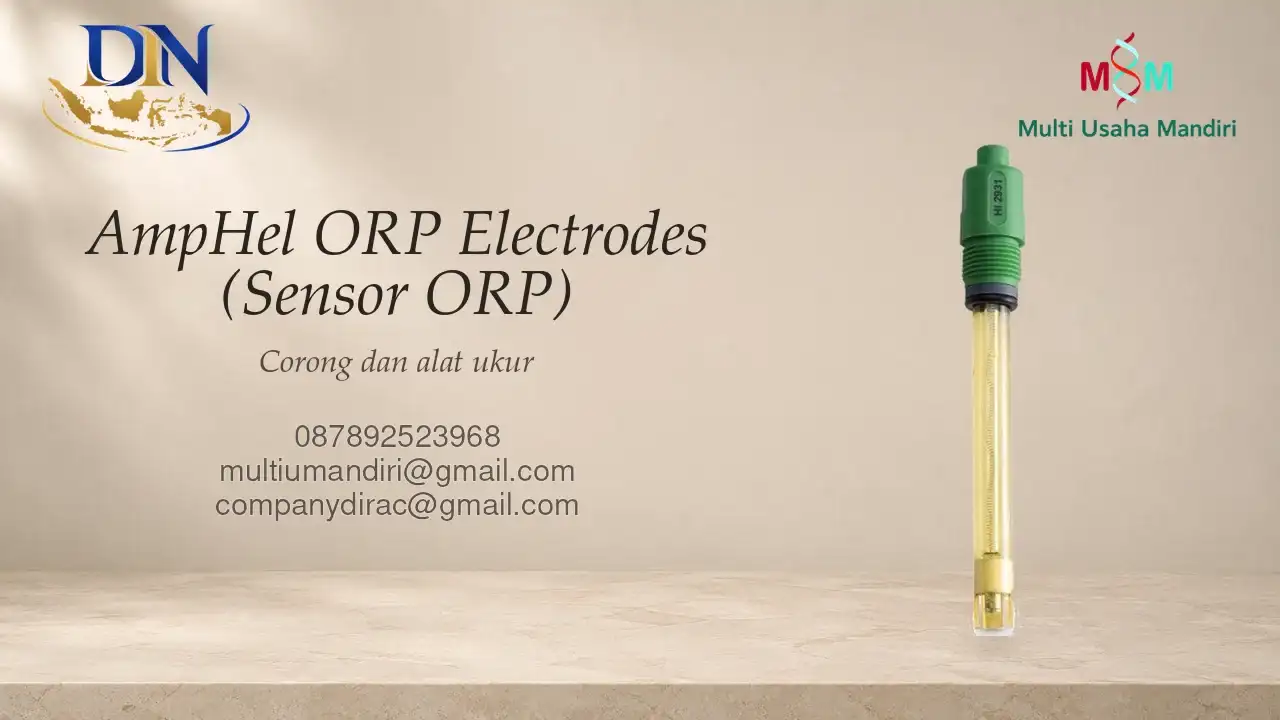 DIN
MSM
Multi Usaha Mandiri
HI 2931
AmpHel ORP Electrodes
(Sensor ORP)
Corong dan alat ukur
087892523968
multiumandiri@gmail.com
companydirac@gmail.com